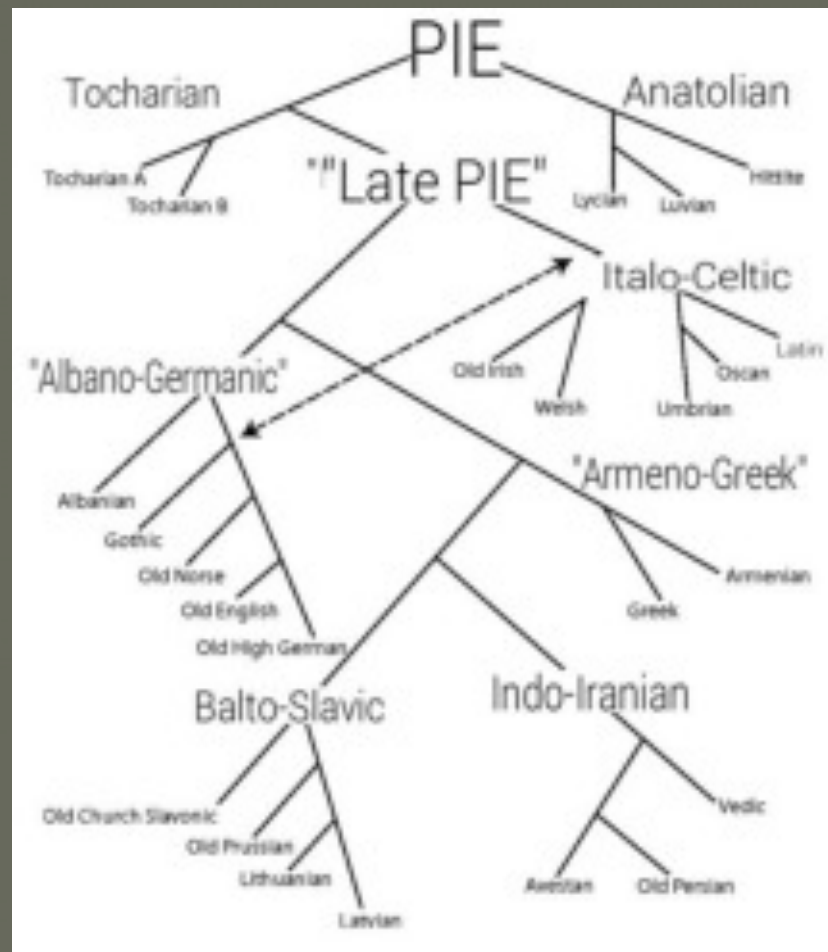 PIE
Tocharian
Anatolian
Tocharian A
Tocharian B
""Late PIE"
Lycian
Luvian
Hittite
Italo-Celtic
Old Irish
Welsh
Umbrian
Oscan
Latin
"Albano-Germanic"
Albanian
Gothic
Old Norse
Old English
Old High German
"Armeno-Greek"
Greek
Armenian
Balto-Slavic
Indo-Iranian
Old Church Slavonic
Old Prussian
Lithuanian
Latvian
Vedic
Avestan
Old Persian